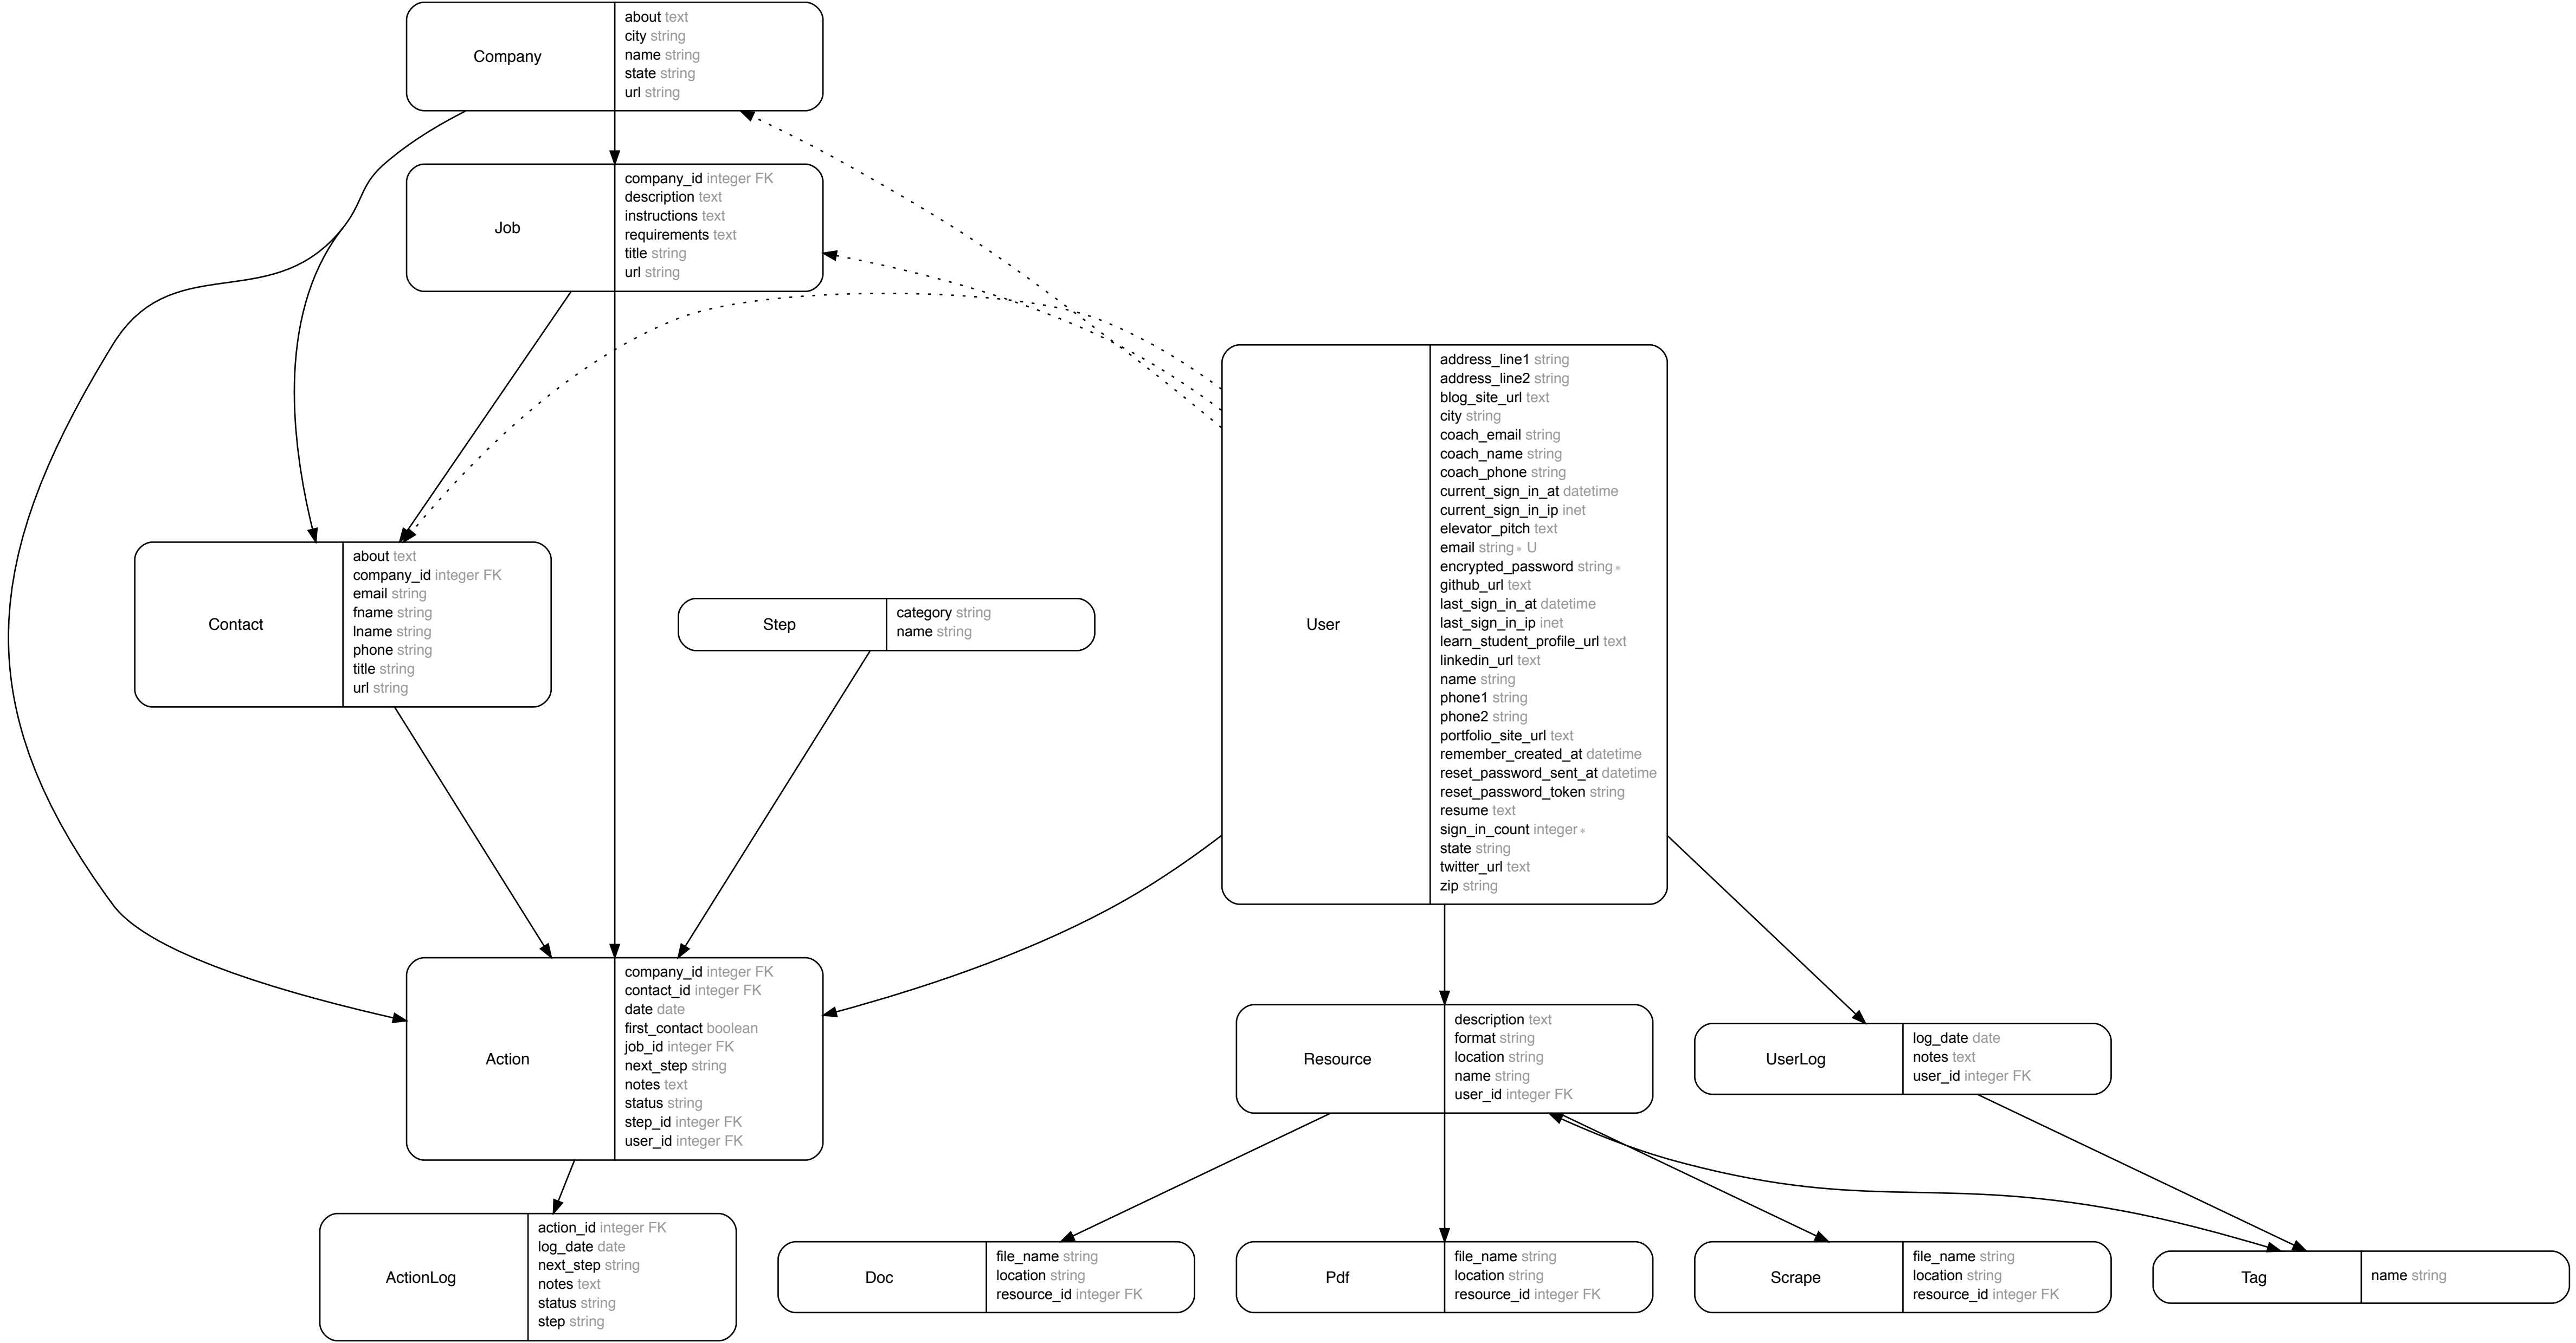 Company
about text
city string
name string
state string
url string
Job
company_id integer FK
description text
instructions text
requirements text
title string
url string
User
address_line1 string
address_line2 string
blog_site_url text
city string
coach_email string
coach_name string
coach_phone string
current_sign_in_at datetime
current_sign_in_ip inet
elevator_pitch text
email string∗ U
encrypted_password string∗
github_url text
last_sign_in_at datetime
last_sign_in_ip inet
learn_student_profile_url text
linkedin_url text
name string
phone1 string
phone2 string
portfolio_site_url text
remember_created_at datetime
reset_password_sent_at datetime
reset_password_token string
resume text
sign_in_count integer∗
state string
twitter_url text
zip string
Contact
about text
company_id integer FK
email string
fname string
lname string
phone string
title string
url string
Step
category string
name string
Action
company_id integer FK
contact_id integer FK
date date
first_contact boolean
job_id integer FK
next_step string
notes text
status string
step_id integer FK
user_id integer FK
Resource
description text
format string
location string
name string
user_id integer FK
UserLog
log_date date
notes text
user_id integer FK
ActionLog
action_id integer FK
log_date date
next_step string
notes text
status string
step string
Doc
file_name string
location string
resource_id integer FK
Pdf
file_name string
location string
resource_id integer FK
Scrape
file_name string
location string
resource_id integer FK
Tag
name string